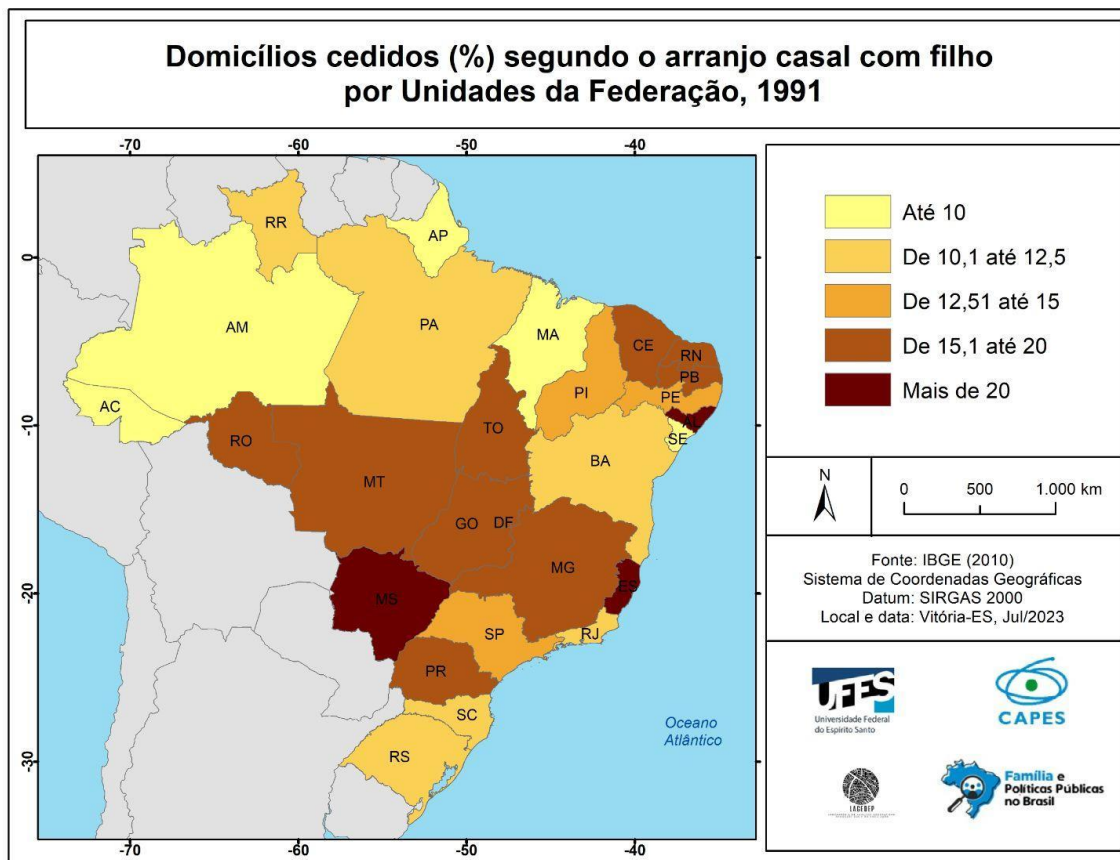 Domicílios cedidos (%) segundo o arranjo casal com filho
por Unidades da Federação, 1991
-70
-60
-50
-40
0
-10
-20
-30
RR
AP
AM
PA
MA
CE
RN
PB
PI
PE
AL
SE
AC
RO
TO
BA
MT
GO
DF
MG
ES
MS
SP
RJ
PR
SC
RS
Oceano
Atlântico
-70
-60
-50
-40
Até 10
De 10,1 até 12,5
De 12,51 até 15
De 15,1 até 20
Mais de 20
N
0 500 1.000 km
Fonte: IBGE (2010)
Sistema de Coordenadas Geográficas
Datum: SIRGAS 2000
Local e data: Vitória-ES, Jul/2023
UFES
Universidade Federal
do Espírito Santo
CAPES
LAGEDEP
Família e
Políticas Públicas
no Brasil